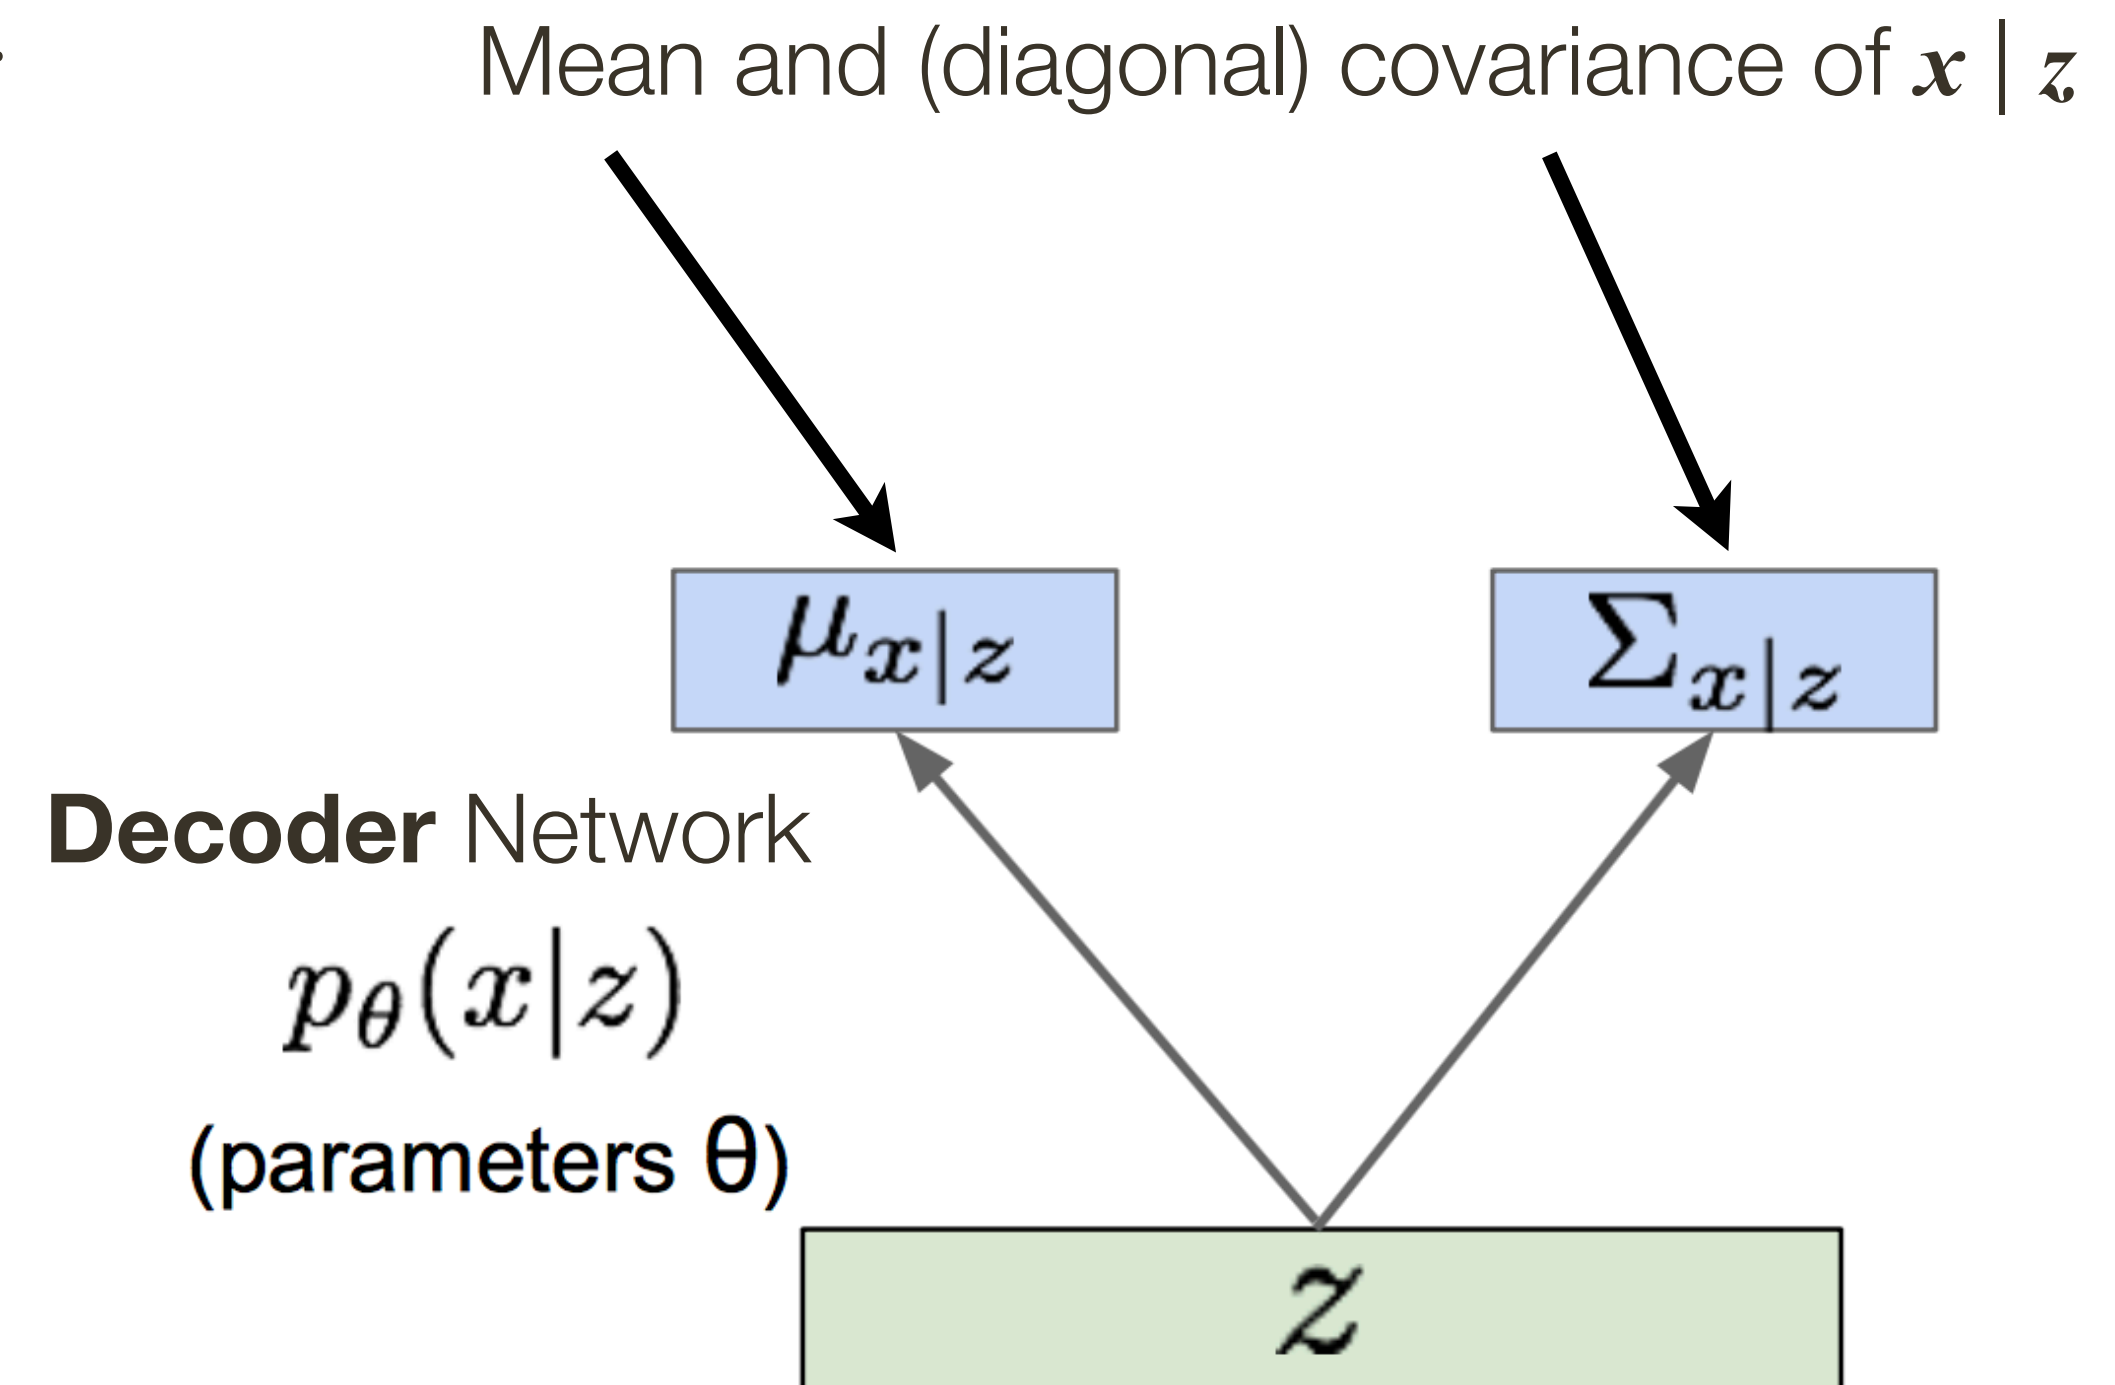 Mean and (diagonal) covariance of x | z
μx|z
Σx|z
Decoder Network
pθ(x|z)
(parameters θ)
z